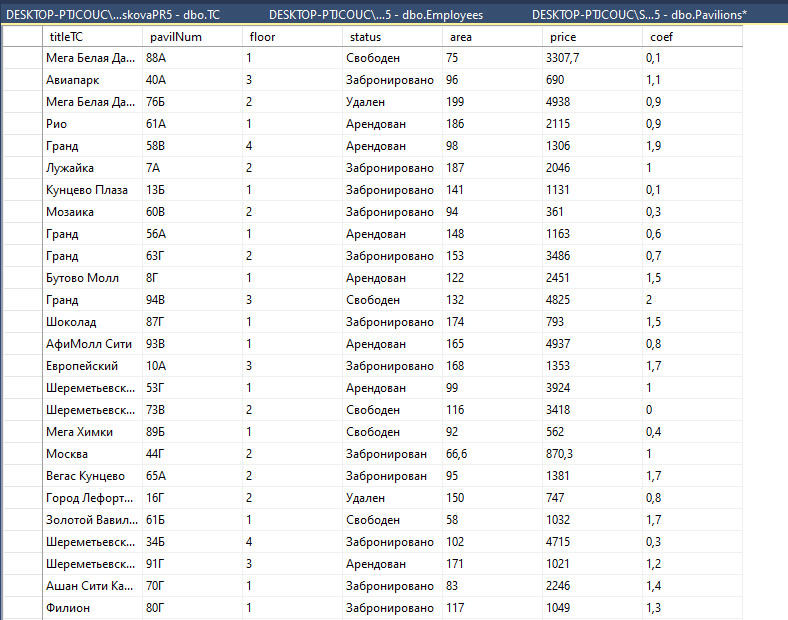 DESKTOP-PTJCOUC\...skovaPR5 - dbo.TC DESKTOP-PTJCOUC\...5 - dbo.Employees DESKTOP-PTJCOUC\S...5 - dbo.Pavilions*
titleTC pavilNum floor status area price coef
Мега Белая Да... 88А 1 Свободен 75 3307,7 0,1
Авиапарк 40А 3 Забронировано 96 690 1,1
Мега Белая Да... 76Б 2 Удален 199 4938 0,9
Рио 61А 1 Арендован 186 2115 0,9
Гранд 58В 4 Арендован 98 1306 1,9
Лужайка 7А 2 Забронировано 187 2046 1
Кунцево Плаза 13Б 1 Забронировано 141 1131 0,1
Мозаика 60В 2 Забронировано 94 361 0,3
Гранд 56А 1 Арендован 148 1163 0,6
Гранд 63Г 2 Забронировано 153 3486 0,7
Бутово Молл 8Г 1 Арендован 122 2451 1,5
Гранд 94В 3 Свободен 132 4825 2
Шоколад 87Г 1 Забронировано 174 793 1,5
АфиМолл Сити 93В 1 Арендован 165 4937 0,8
Европейский 10А 3 Забронировано 168 1353 1,7
Шереметьевск... 53Г 1 Арендован 99 3924 1
Шереметьевск... 73В 2 Свободен 116 3418 0
Мега Химки 89Б 1 Свободен 92 562 0,4
Москва 44Г 2 Забронирован 66,6 870,3 1
Вегас Кунцево 65А 2 Забронировано 95 1381 1,7
Город Лефорт... 16Г 2 Удален 150 747 0,8
Золотой Вавил... 61Б 1 Свободен 58 1032 1,7
Шереметьевск... 34Б 4 Забронировано 102 4715 0,3
Шереметьевск... 91Г 3 Арендован 171 1021 1,2
Ашан Сити Ка... 70Г 1 Забронировано 83 2246 1,4
Филион 80Г 1 Забронировано 117 1049 1,3